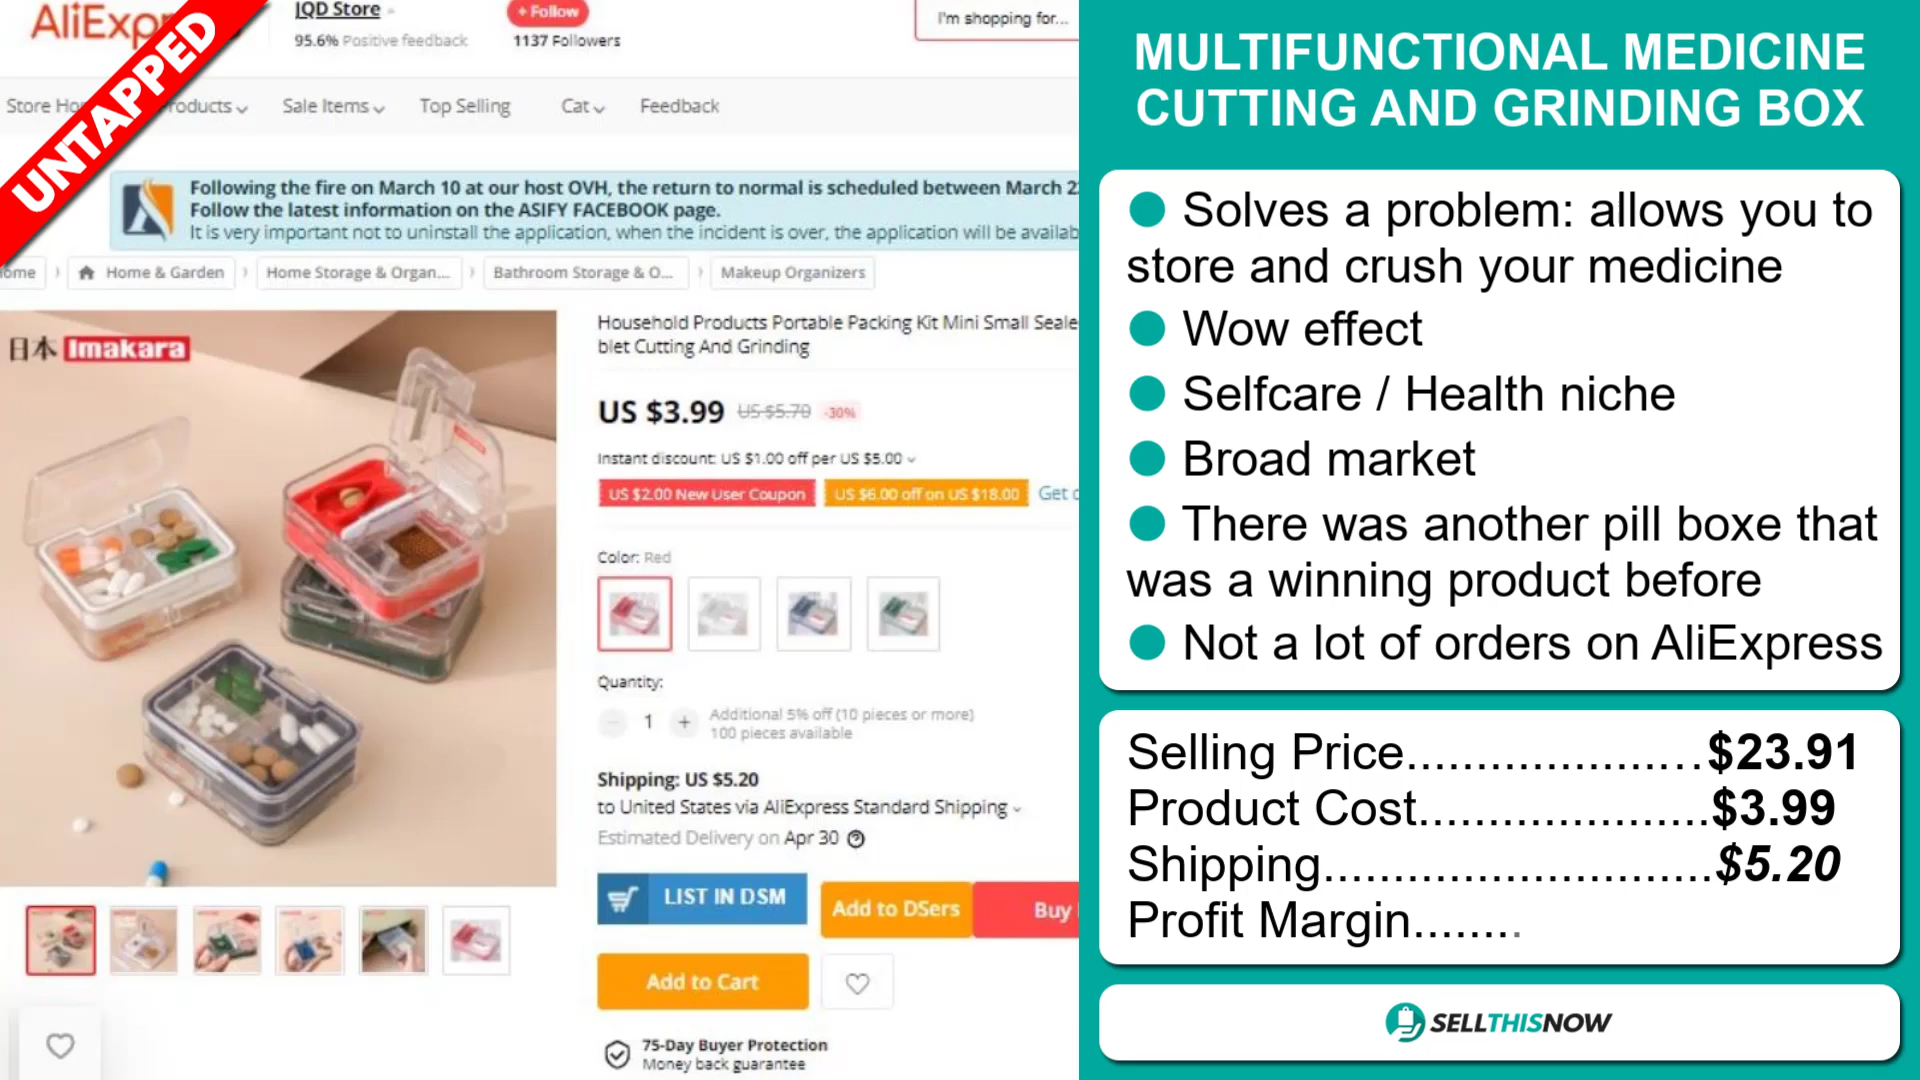 AliExpr
UNTAPPED
JQD Store
95.6% Positive feedback
+ Follow
1137 Followers
I'm shopping for...
Store Ho
roducts
Sale Items
Top Selling
Cat
Feedback
Following the fire on March 10 at our host OVH, the return to normal is scheduled between March 2
Follow the latest information on the ASIFY FACEBOOK page.
It is very important not to uninstall the application, when the incident is over, the application will be availab
ome
Home & Garden
Home Storage & Organ....
Bathroom Storage & O...
Makeup Organizers
日本 Imakara
Household Products Portable Packing Kit Mini Small Seale
blet Cutting And Grinding
US $3.99 US $5.70 -30%
Instant discount: US $1.00 off per US $5.00
US $2.00 New User Coupon
US $6.00 off on US $18.00
Get
Color: Red
Quantity:
− 1 +
Additional 5% off (10 pieces or more)
100 pieces available
Shipping: US $5.20
to United States via AliExpress Standard Shipping
Estimated Delivery on Apr 30
LIST IN DSM
Add to DSers
Buy
Add to Cart
75-Day Buyer Protection
Money back guarantee
MULTIFUNCTIONAL MEDICINE
CUTTING AND GRINDING BOX
● Solves a problem: allows you to
store and crush your medicine
● Wow effect
● Selfcare / Health niche
● Broad market
● There was another pill boxe that
was a winning product before
● Not a lot of orders on AliExpress
Selling Price.....................$23.91
Product Cost.....................$3.99
Shipping............................$5.20
Profit Margin........
SELLTHISNOW